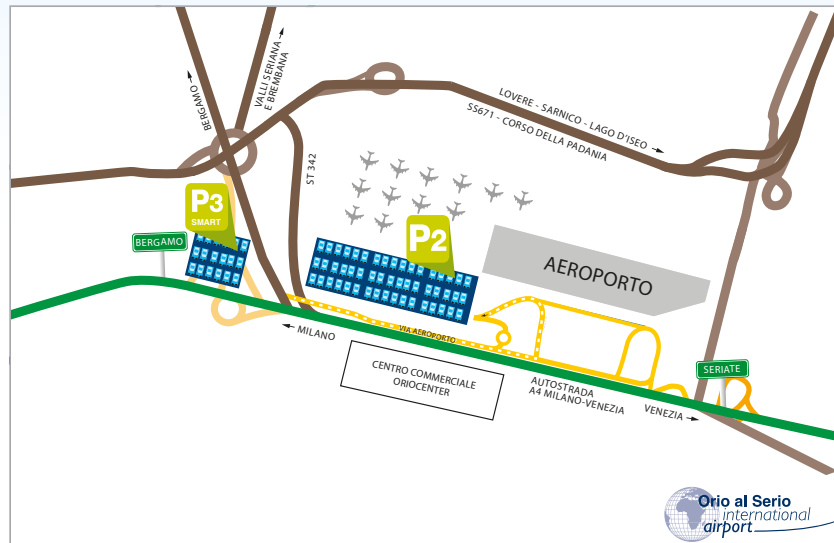 BERGAMO
VALLI SERIANA
E BREMBANA
LOVERE - SARNICO - LAGO D'ISEO
SS671 - CORSO DELLA PADANIA
ST 342
P3
SMART
P2
BERGAMO
AEROPORTO
MILANO
VIA AEROPORTO
CENTRO COMMERCIALE
ORIOCENTER
AUTOSTRADA
A4 MILANO-VENEZIA
VENEZIA
SERIATE
Orio al Serio
international
airport